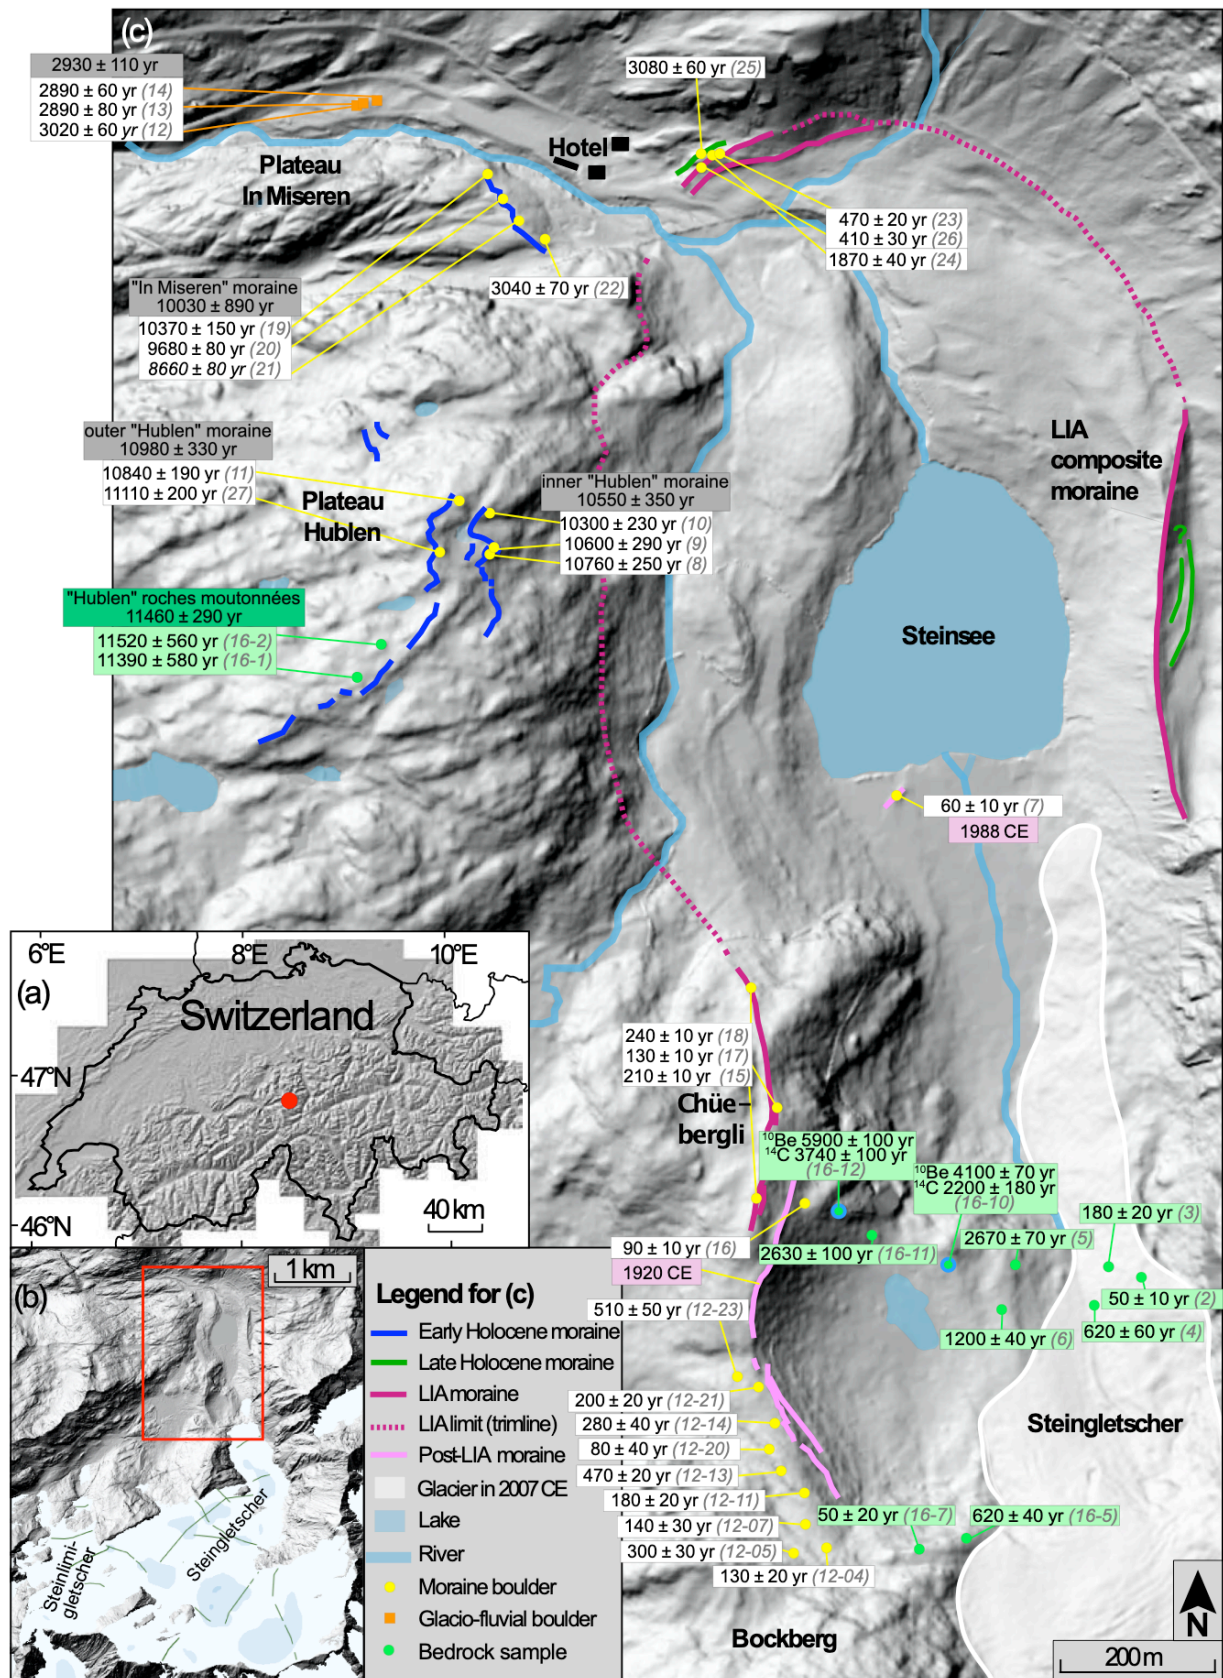 (c)
2930 ± 110 yr
2890 ± 60 yr (14)
2890 ± 80 yr (13)
3020 ± 60 yr (12)
3080 ± 60 yr (25)
Hotel
Plateau
In Miseren
470 ± 20 yr (23)
410 ± 30 yr (26)
1870 ± 40 yr (24)
3040 ± 70 yr (22)
"In Miseren" moraine
10030 ± 890 yr
10370 ± 150 yr (19)
9680 ± 80 yr (20)
8660 ± 80 yr (21)
outer "Hublen" moraine
10980 ± 330 yr
10840 ± 190 yr (11)
11110 ± 200 yr (27)
Plateau
Hublen
inner "Hublen" moraine
10550 ± 350 yr
10300 ± 230 yr (10)
10600 ± 290 yr (9)
10760 ± 250 yr (8)
LIA
composite
moraine
?
"Hublen" roches moutonnées
11460 ± 290 yr
11520 ± 560 yr (16-2)
11390 ± 580 yr (16-1)
Steinsee
60 ± 10 yr (7)
1988 CE
6°E
8°E
10°E
(a)
Switzerland
47°N
46°N
40 km
240 ± 10 yr (18)
130 ± 10 yr (17)
210 ± 10 yr (15)
Chüe–
bergli
¹⁰Be 5900 ± 100 yr
¹⁴C 3740 ± 100 yr
(16-12)
¹⁰Be 4100 ± 70 yr
¹⁴C 2200 ± 180 yr
(16-10)
180 ± 20 yr (3)
90 ± 10 yr (16)
1920 CE
2630 ± 100 yr (16-11)
2670 ± 70 yr (5)
50 ± 10 yr (2)
510 ± 50 yr (12-23)
1200 ± 40 yr (6)
620 ± 60 yr (4)
200 ± 20 yr (12-21)
280 ± 40 yr (12-14)
80 ± 40 yr (12-20)
470 ± 20 yr (12-13)
180 ± 20 yr (12-11)
140 ± 30 yr (12-07)
300 ± 30 yr (12-05)
130 ± 20 yr (12-04)
50 ± 20 yr (16-7)
620 ± 40 yr (16-5)
Steingletscher
Bockberg
N
200 m
(b)
1 km
Steinlimi-
gletscher
Steingletscher
Legend for (c)
Early Holocene moraine
Late Holocene moraine
LIA moraine
LIA limit (trimline)
Post-LIA moraine
Glacier in 2007 CE
Lake
River
Moraine boulder
Glacio-fluvial boulder
Bedrock sample